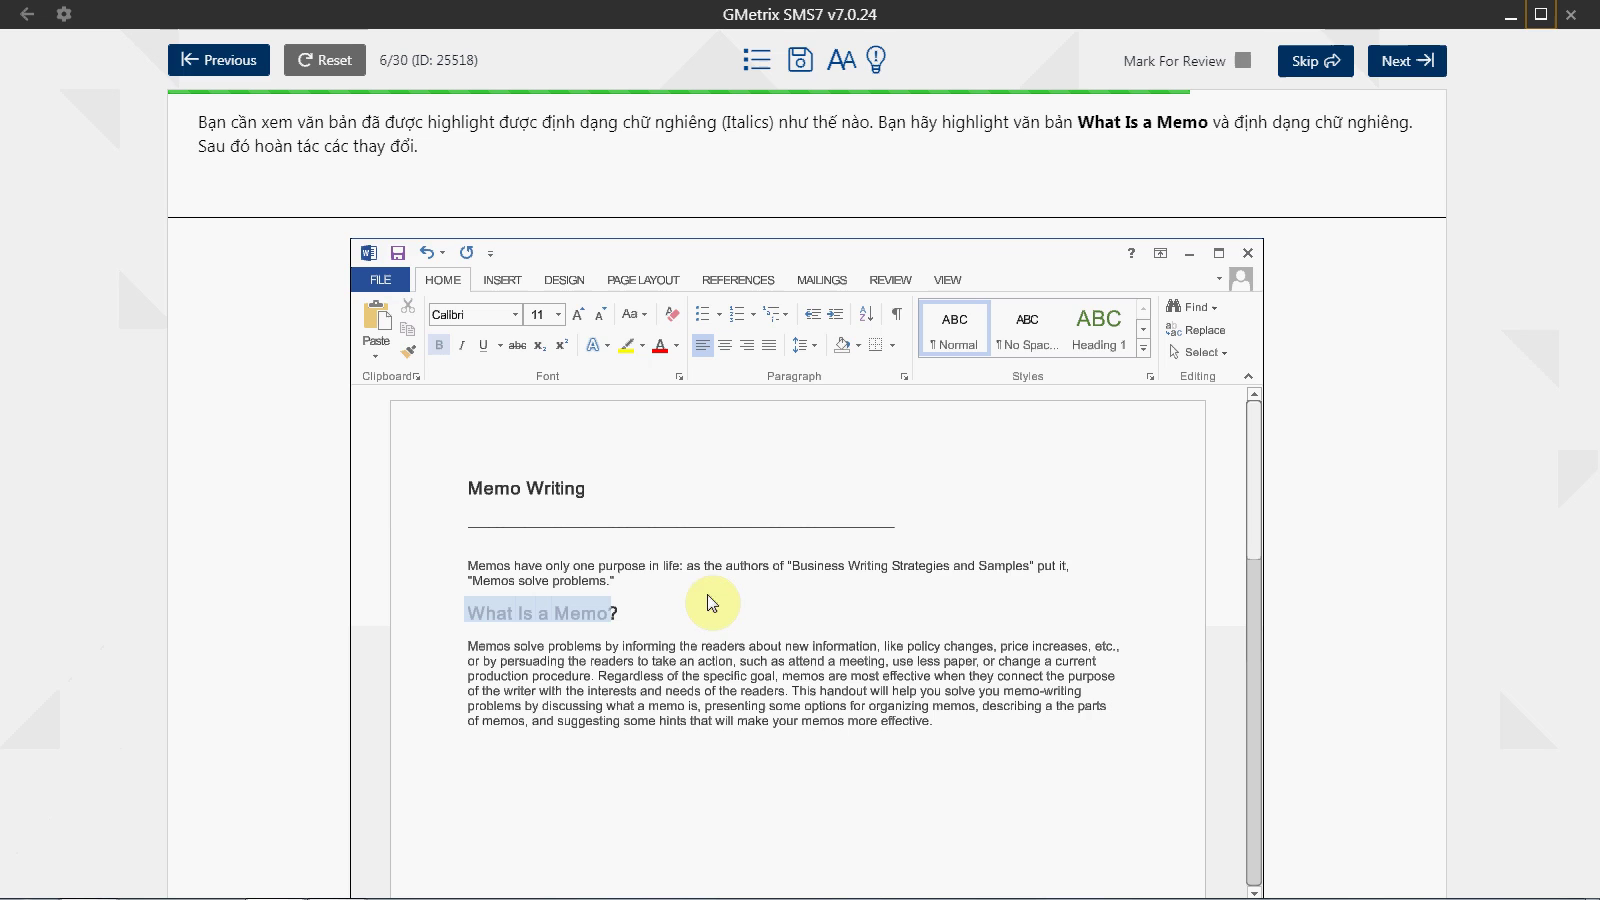 GMetrix SMS7 v7.0.24
Previous Reset 6/30 (ID: 25518) AA Mark For Review Skip Next
Bạn cần xem văn bản đã được highlight được định dạng chữ nghiêng (Italics) như thế nào. Bạn hãy highlight văn bản What Is a Memo và định dạng chữ nghiêng.
Sau đó hoàn tác các thay đổi.
FILE HOME INSERT DESIGN PAGE LAYOUT REFERENCES MAILINGS REVIEW VIEW
Paste
Clipboard
Calibri 11 A A Aa
B I U abc x₂ x² A A
Font
Paragraph
ABC ABC ABC
¶ Normal ¶ No Spac... Heading 1
Styles
Find
Replace
Select
Editing
Memo Writing
Memos have only one purpose in life: as the authors of "Business Writing Strategies and Samples" put it,
"Memos solve problems."
What Is a Memo?
Memos solve problems by informing the readers about new information, like policy changes, price increases, etc.,
or by persuading the readers to take an action, such as attend a meeting, use less paper, or change a current
production procedure. Regardless of the specific goal, memos are most effective when they connect the purpose
of the writer with the interests and needs of the readers. This handout will help you solve you memo-writing
problems by discussing what a memo is, presenting some options for organizing memos, describing a the parts
of memos, and suggesting some hints that will make your memos more effective.